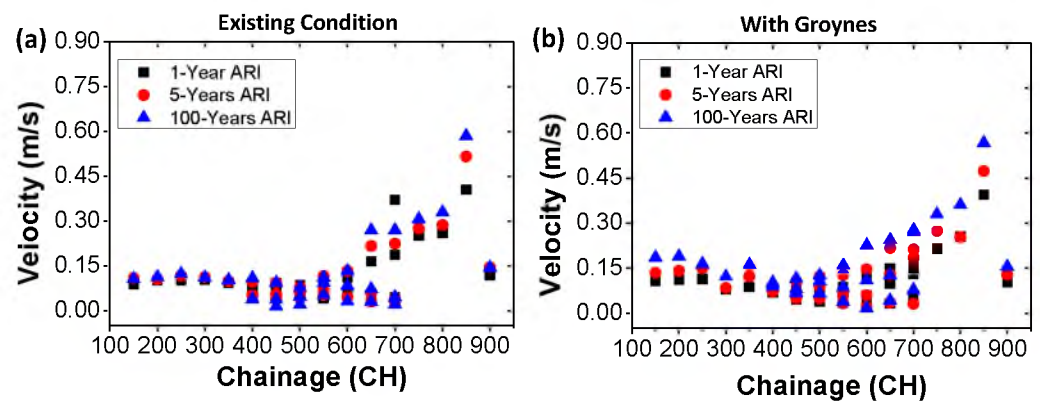 Existing Condition
(a)
0.90
0.75
0.60
0.45
0.30
0.15
0.00
Velocity (m/s)
1-Year ARI
5-Years ARI
100-Years ARI
100 200 300 400 500 600 700 800 900
Chainage (CH)
With Groynes
(b)
0.90
0.75
0.60
0.45
0.30
0.15
0.00
Velocity (m/s)
1-Year ARI
5-Years ARI
100-Years ARI
100 200 300 400 500 600 700 800 900
Chainage (CH)